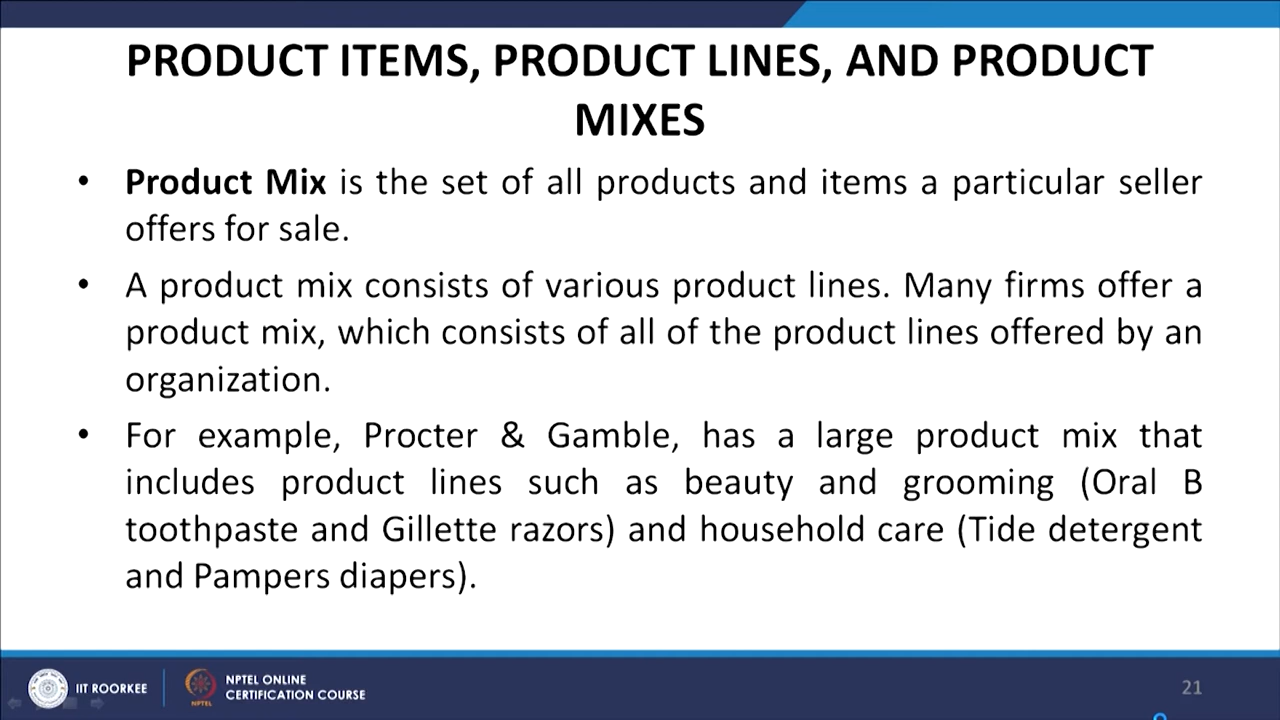 PRODUCT ITEMS, PRODUCT LINES, AND PRODUCT
MIXES
• Product Mix is the set of all products and items a particular seller
offers for sale.
• A product mix consists of various product lines. Many firms offer a
product mix, which consists of all of the product lines offered by an
organization.
• For example, Procter & Gamble, has a large product mix that
includes product lines such as beauty and grooming (Oral B
toothpaste and Gillette razors) and household care (Tide detergent
and Pampers diapers).
IIT ROORKEE
NPTEL
NPTEL ONLINE
CERTIFICATION COURSE
21